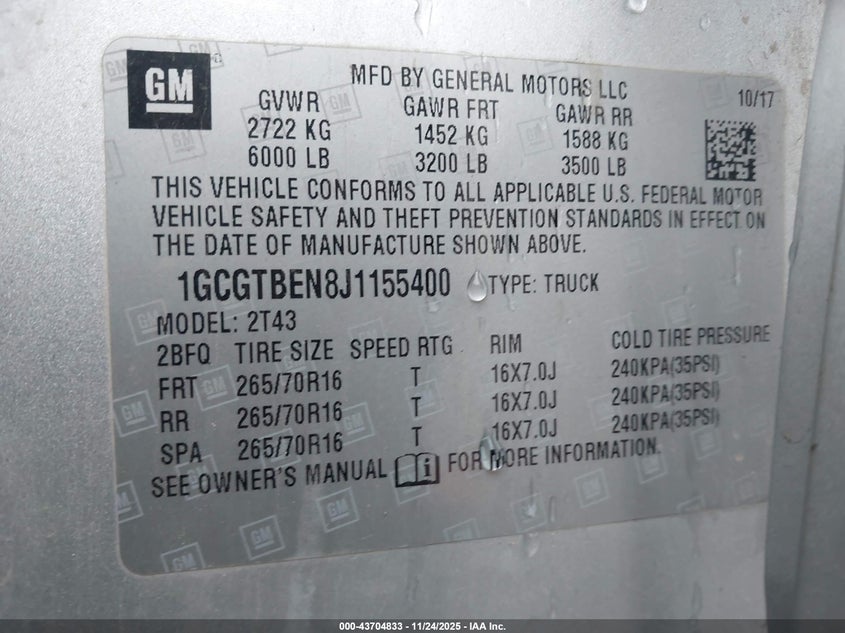 GM
MFD BY GENERAL MOTORS LLC
10/17
GVWR GAWR FRT GAWR RR
2722 KG 1452 KG 1588 KG
6000 LB 3200 LB 3500 LB
THIS VEHICLE CONFORMS TO ALL APPLICABLE U.S. FEDERAL MOTOR
VEHICLE SAFETY AND THEFT PREVENTION STANDARDS IN EFFECT ON
THE DATE OF MANUFACTURE SHOWN ABOVE.
1GCGTBEN8J1155400 TYPE: TRUCK
MODEL: 2T43
2BFQ TIRE SIZE SPEED RTG RIM COLD TIRE PRESSURE
FRT 265/70R16 T 16X7.0J 240KPA(35PSI)
RR 265/70R16 T 16X7.0J 240KPA(35PSI)
SPA 265/70R16 T 16X7.0J 240KPA(35PSI)
SEE OWNER'S MANUAL FOR MORE INFORMATION.
000-43704833 - 11/24/2025 - IAA Inc.